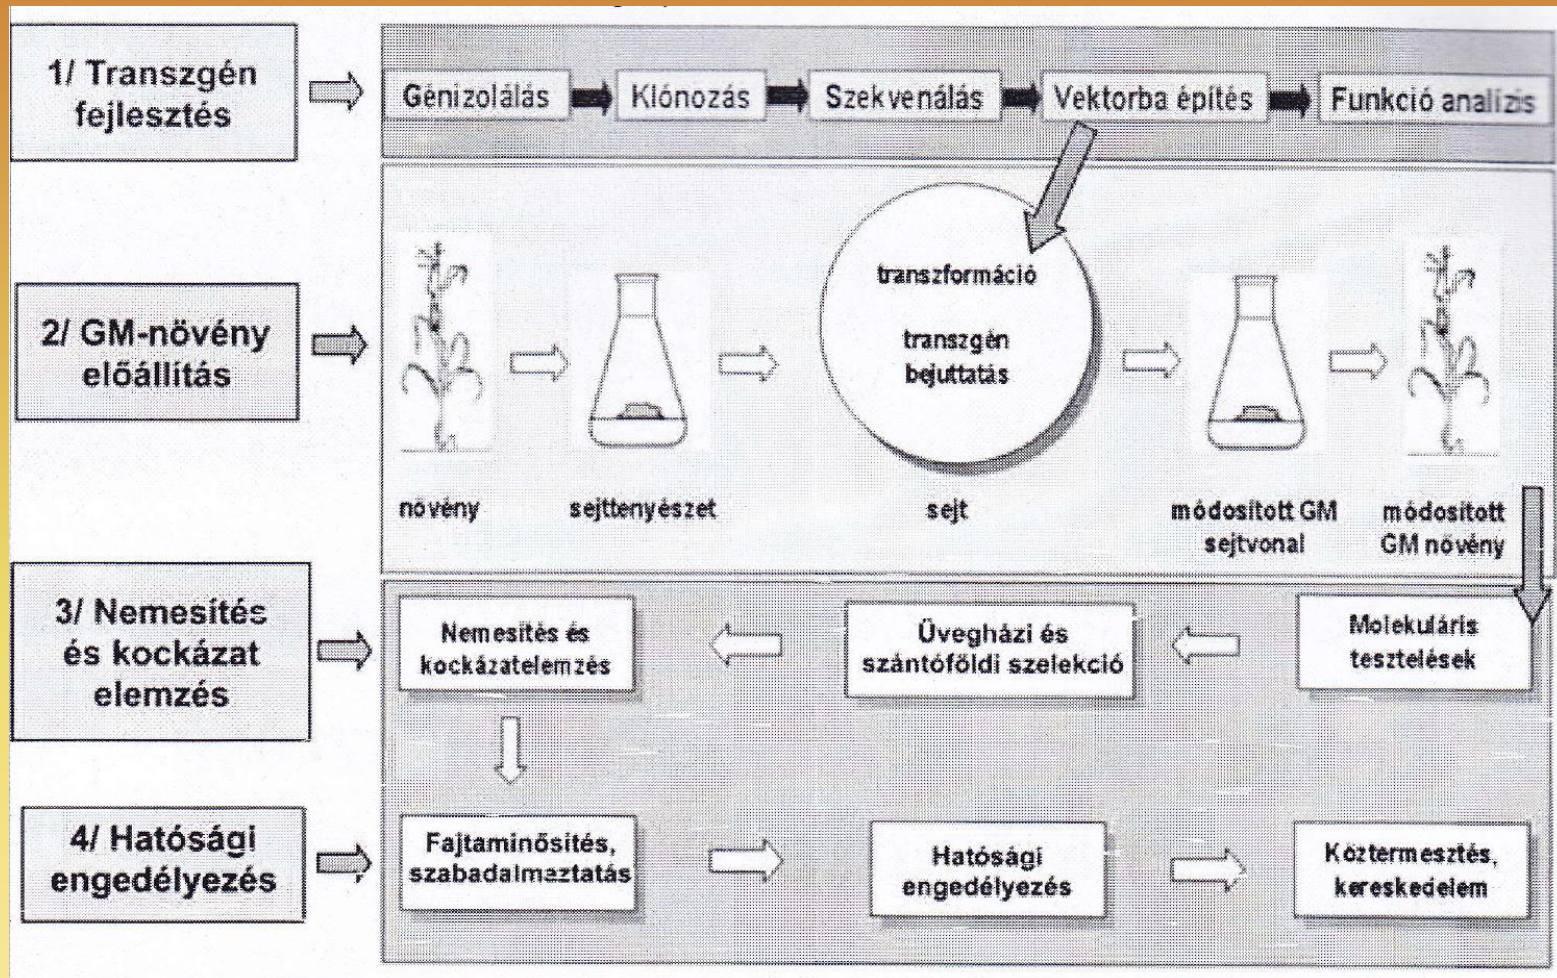 1/ Transzgén
fejlesztés
Génizolálás
Klónozás
Szekvenálás
Vektorba építés
Funkció analízis
2/ GM-növény
előállítás
transzformáció
transzgén
bejuttatás
növény
sejttenyészet
sejt
módosított GM
sejtvonal
módosított
GM növény
3/ Nemesítés
és kockázat
elemzés
Nemesítés és
kockázatelemzés
Üvegházi és
szántóföldi szelekció
Molekuláris
tesztelések
4/ Hatósági
engedélyezés
Fajtaminősítés,
szabadalmaztatás
Hatósági
engedélyezés
Köztermesztés,
kereskedelem